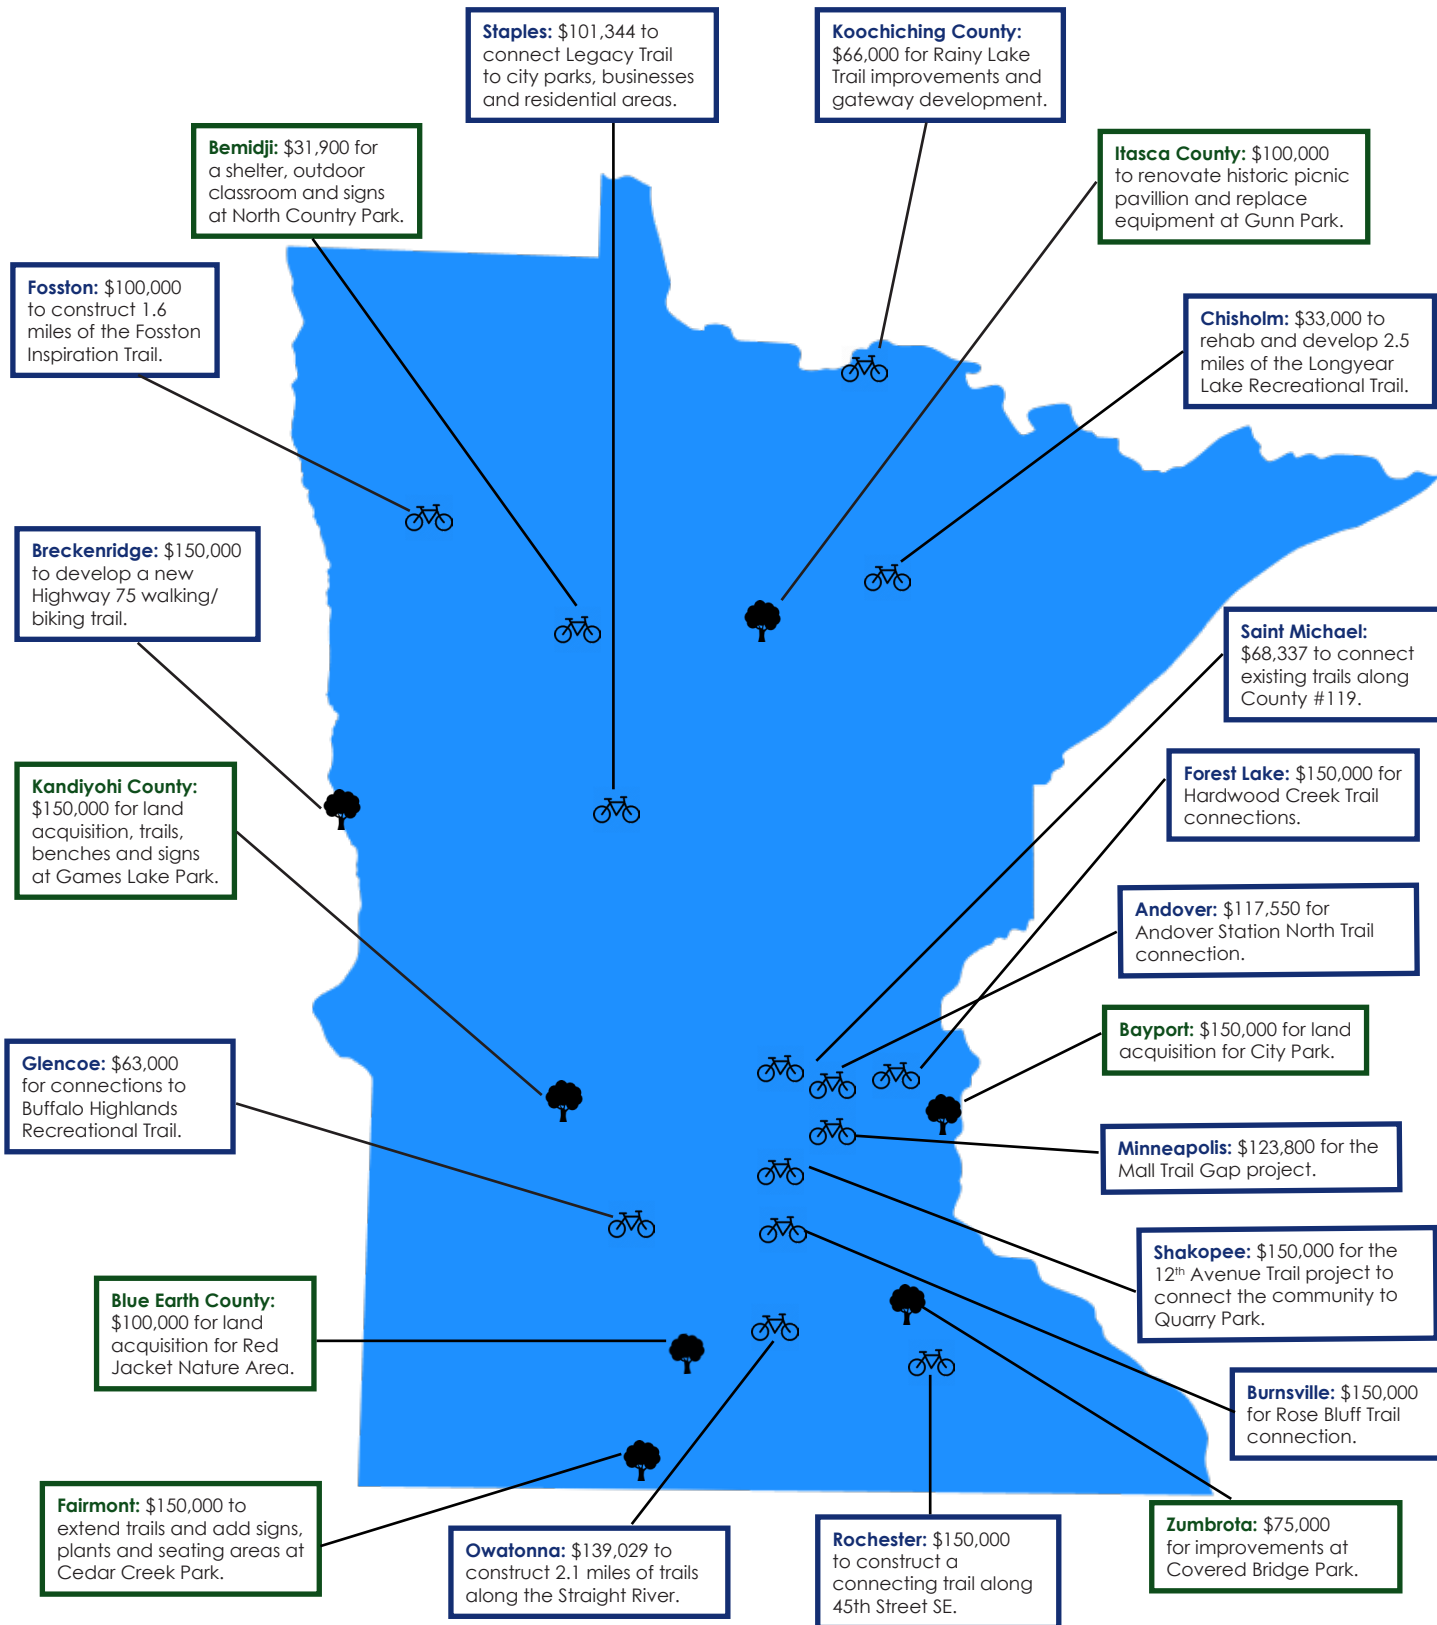 Staples: $101,344 to
connect Legacy Trail
to city parks, businesses
and residential areas.
Koochiching County:
$66,000 for Rainy Lake
Trail improvements and
gateway development.
Bemidji: $31,900 for
a shelter, outdoor
classroom and signs
at North Country Park.
Itasca County: $100,000
to renovate historic picnic
pavillion and replace
equipment at Gunn Park.
Fosston: $100,000
to construct 1.6
miles of the Fosston
Inspiration Trail.
Chisholm: $33,000 to
rehab and develop 2.5
miles of the Longyear
Lake Recreational Trail.
Breckenridge: $150,000
to develop a new
Highway 75 walking/
biking trail.
Saint Michael:
$68,337 to connect
existing trails along
County #119.
Kandiyohi County:
$150,000 for land
acquisition, trails,
benches and signs
at Games Lake Park.
Forest Lake: $150,000 for
Hardwood Creek Trail
connections.
Andover: $117,550 for
Andover Station North Trail
connection.
Bayport: $150,000 for land
acquisition for City Park.
Glencoe: $63,000
for connections to
Buffalo Highlands
Recreational Trail.
Minneapolis: $123,800 for the
Mall Trail Gap project.
Shakopee: $150,000 for the
12th Avenue Trail project to
connect the community to
Quarry Park.
Blue Earth County:
$100,000 for land
acquisition for Red
Jacket Nature Area.
Burnsville: $150,000
for Rose Bluff Trail
connection.
Fairmont: $150,000 to
extend trails and add signs,
plants and seating areas at
Cedar Creek Park.
Owatonna: $139,029 to
construct 2.1 miles of trails
along the Straight River.
Rochester: $150,000
to construct a
connecting trail along
45th Street SE.
Zumbrota: $75,000
for improvements at
Covered Bridge Park.